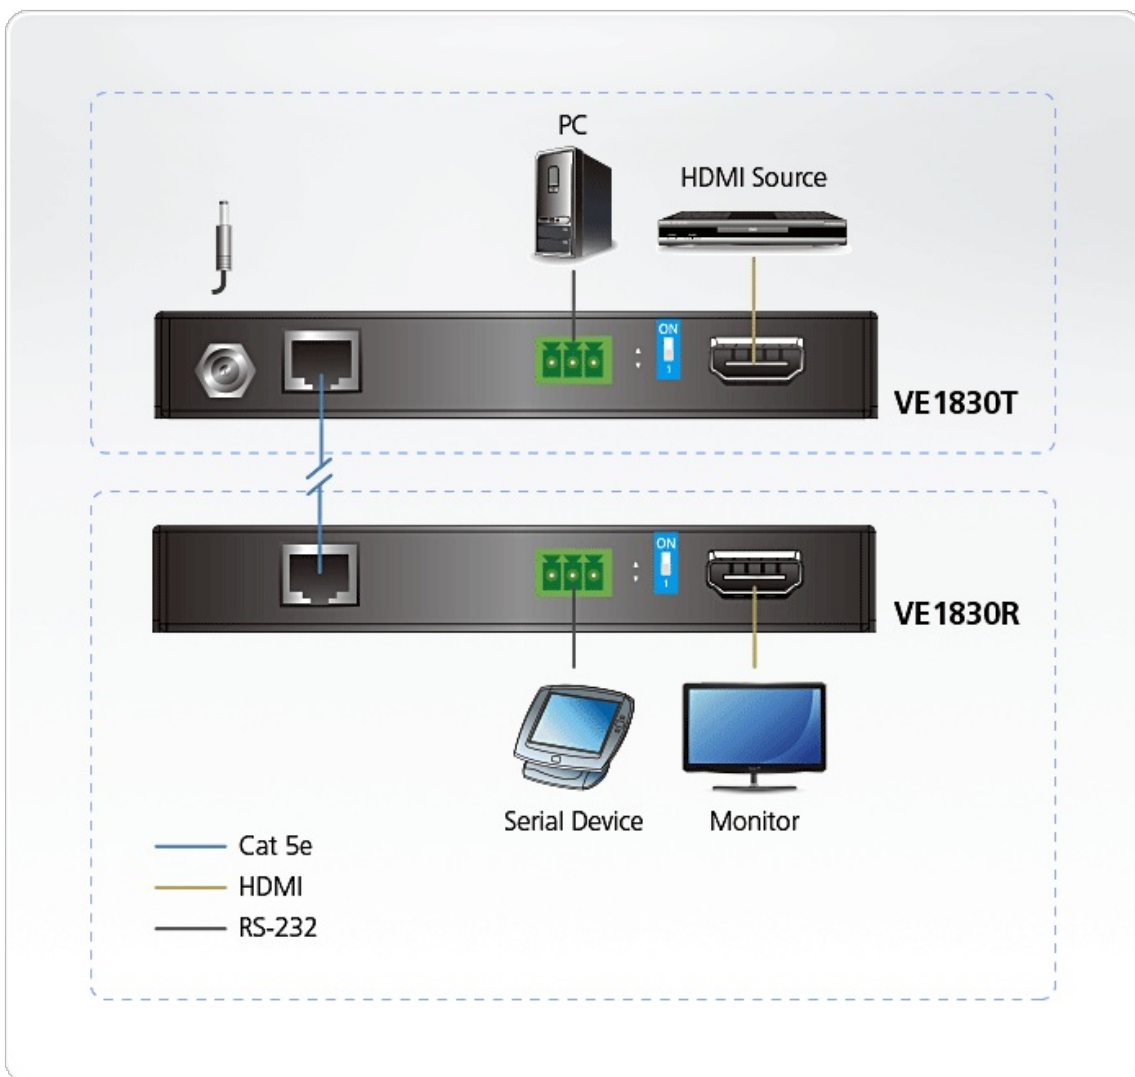 PC
HDMI Source
ON
1
VE1830T
ON
1
VE1830R
Serial Device
Monitor
Cat 5e
HDMI
RS-232